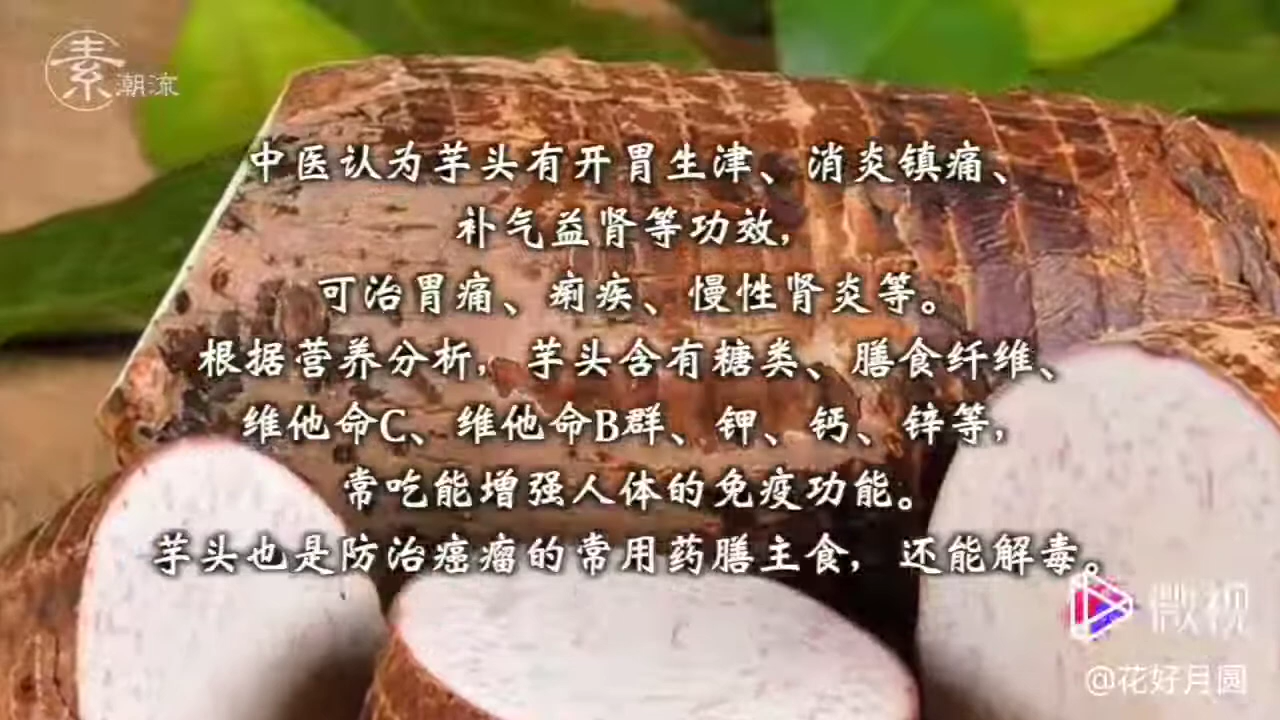 素潮流
中医认为芋头有开胃生津、消炎镇痛、
补气益肾等功效,
可治胃痛、痢疾、慢性肾炎等。
根据营养分析,芋头含有糖类、膳食纤维、
维他命C、维他命B群、钾、钙、锌等,
常吃能增强人体的免疫功能。
芋头也是防治癌瘤的常用药膳主食,还能解毒。
微视
@花好月圆